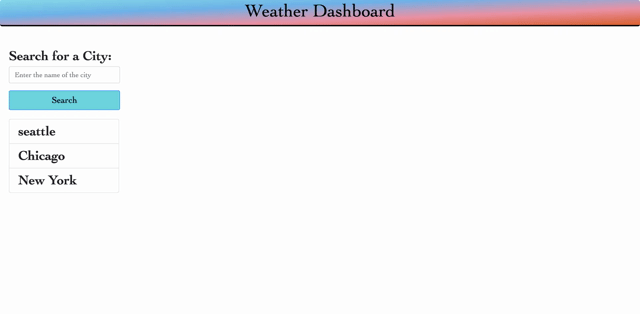 Weather Dashboard
Search for a City:
Enter the name of the city
Search
seattle
Chicago
New York